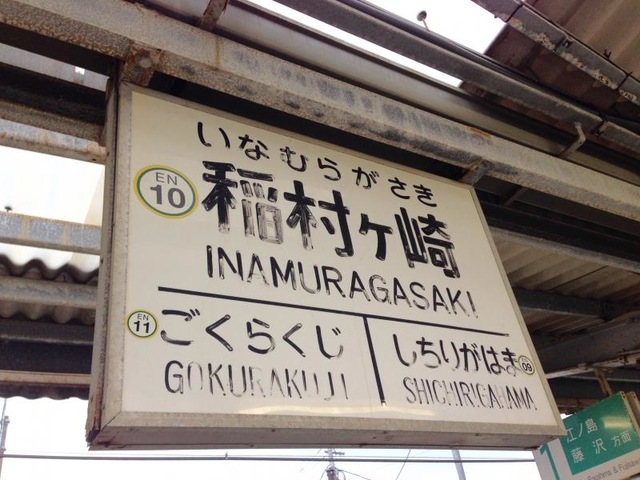 いなむらがさき
EN
10
稲村ヶ崎
INAMURAGASAKI
EN
11
ごくらくじ
GOKURAKUJI
しちりがはま
09
SHICHIRIGAHAMA
1
江ノ島
藤沢 方面